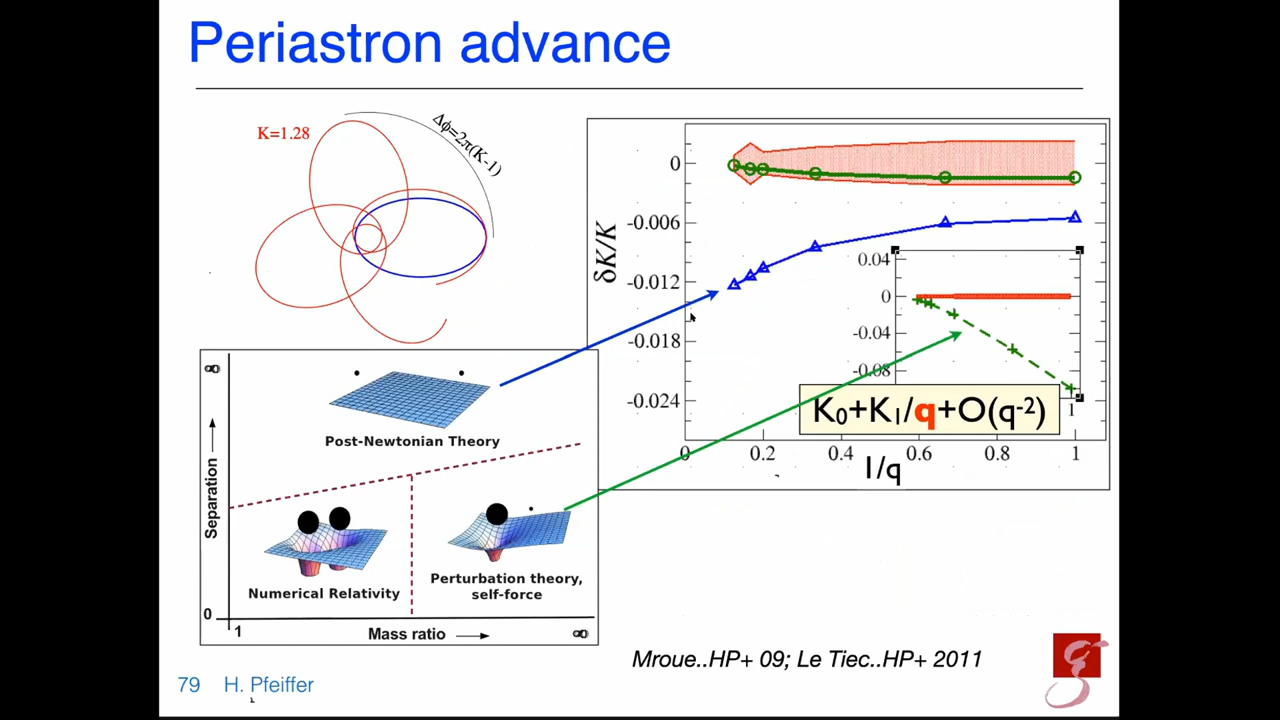 Periastron advance
K=1.28
Δϕ=2π(K-1)
δK/K
0
-0.006
-0.012
-0.018
-0.024
0
0.2
0.4
0.6
0.8
1
1/q
0.04
0
-0.04
-0.08
1
K₀+K₁/q+O(q⁻²)
∞
Separation
0
Post-Newtonian Theory
Numerical Relativity
Perturbation theory,
self-force
1
Mass ratio
∞
Mroue..HP+ 09; Le Tiec..HP+ 2011
79 H. Pfeiffer